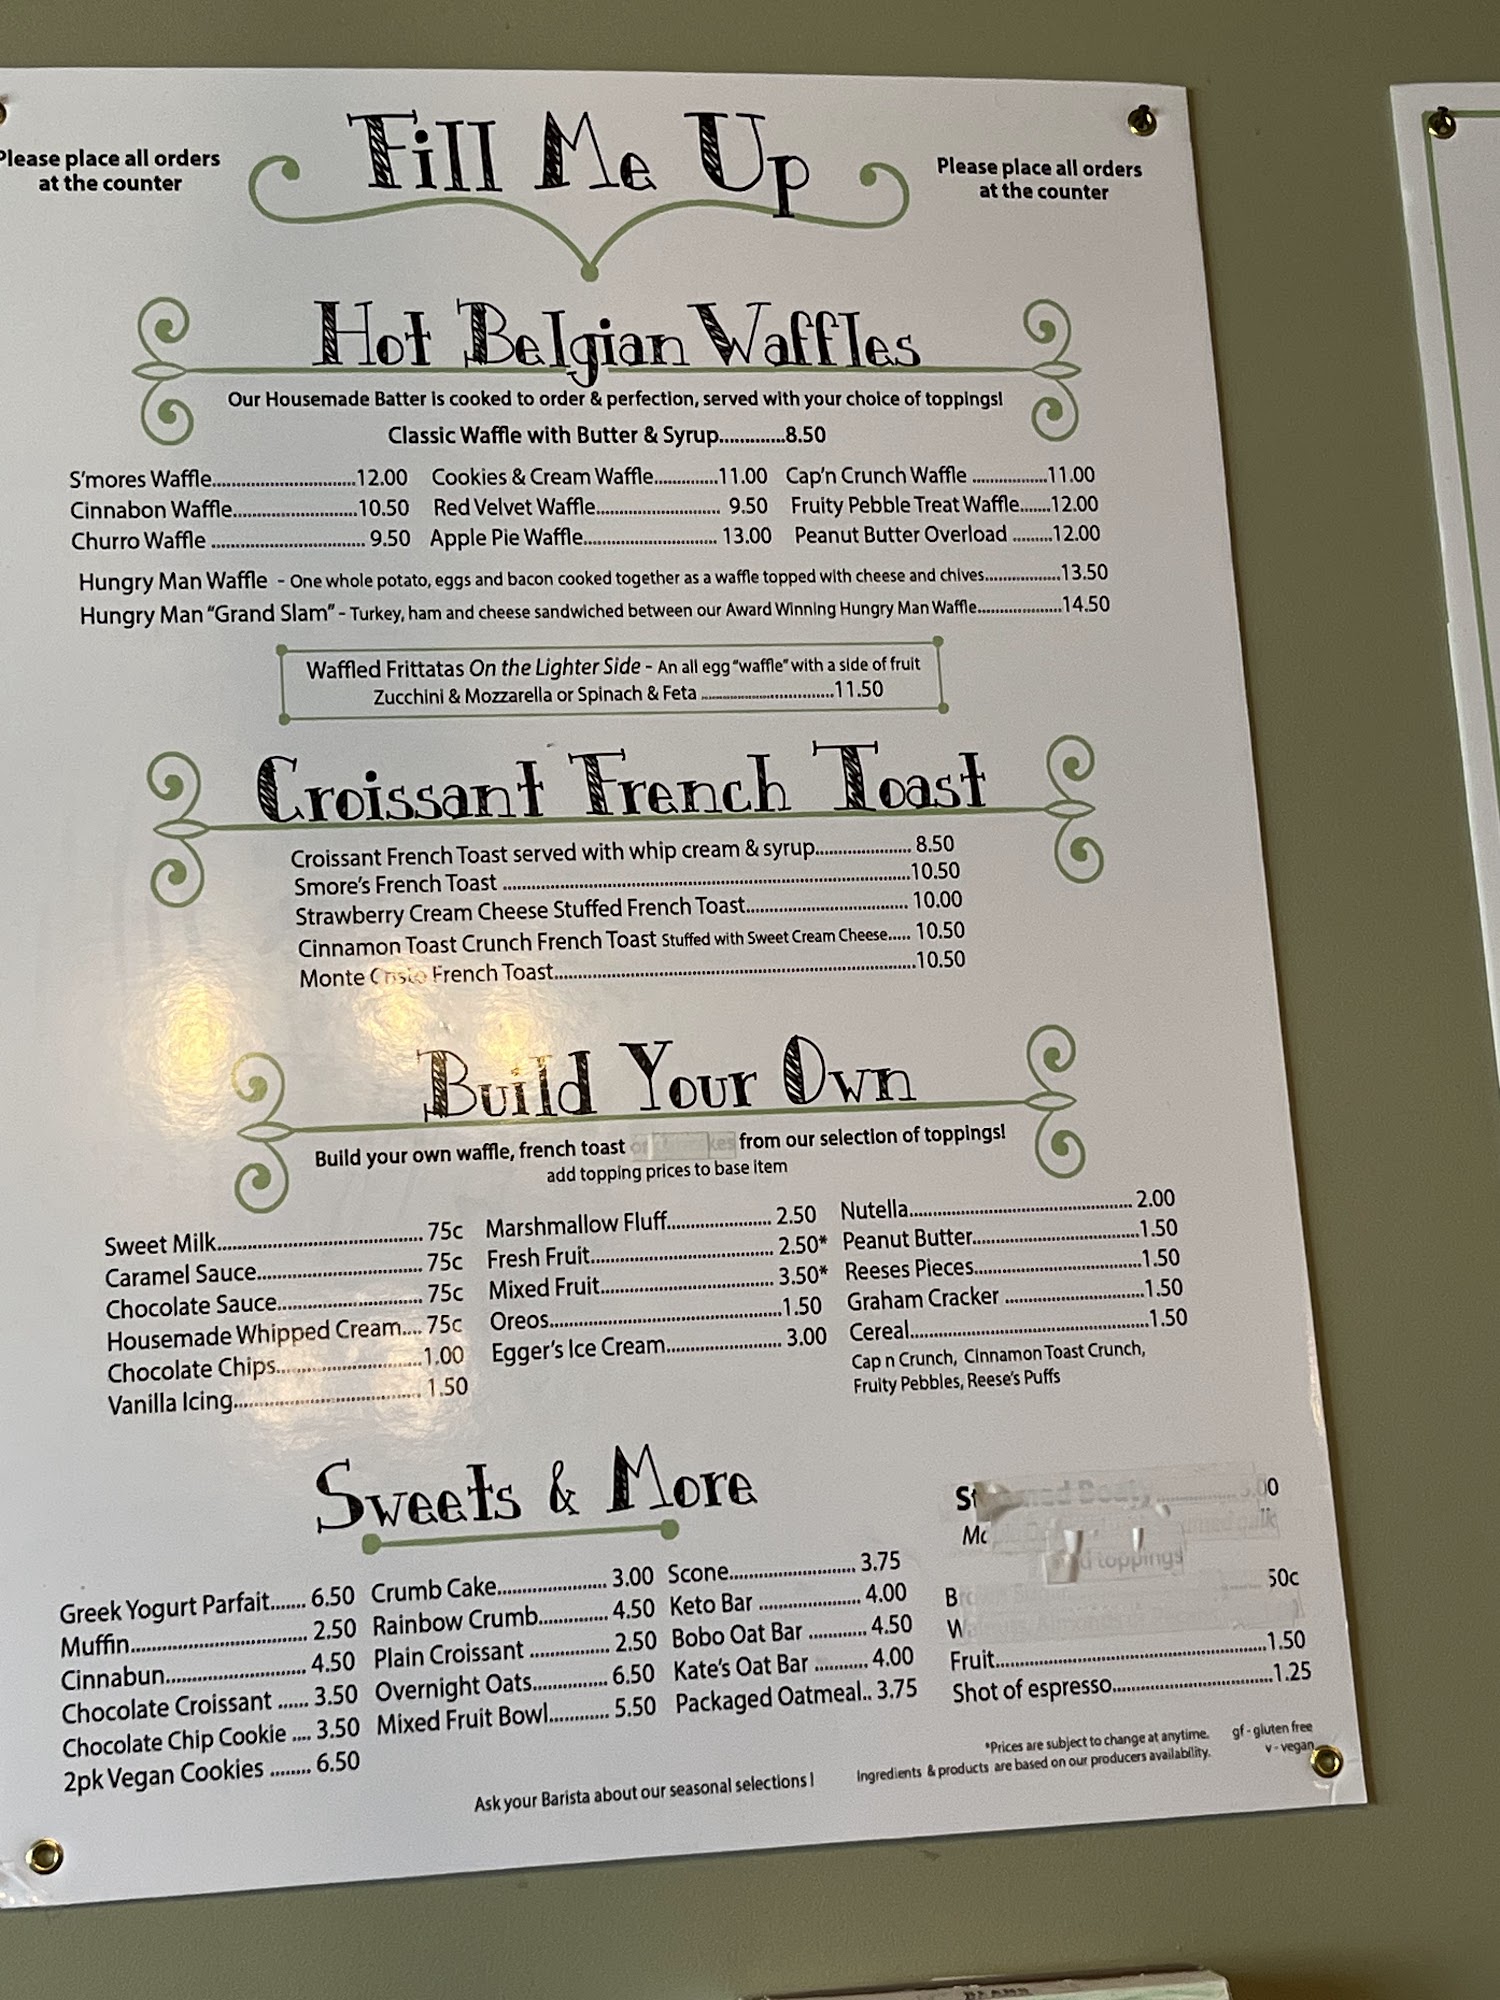 Fill Me Up
Please place all orders
at the counter
Please place all orders
at the counter
Hot Belgian Waffles
Our Housemade Batter is cooked to order & perfection, served with your choice of toppings!
Classic Waffle with Butter & Syrup.............8.50
S'mores Waffle..............................12.00
Cinnabon Waffle..........................10.50
Churro Waffle ................................ 9.50
Cookies & Cream Waffle..............11.00
Red Velvet Waffle.......................... 9.50
Apple Pie Waffle............................ 13.00
Cap'n Crunch Waffle ................11.00
Fruity Pebble Treat Waffle.......12.00
Peanut Butter Overload .........12.00
Hungry Man Waffle - One whole potato, eggs and bacon cooked together as a waffle topped with cheese and chives..................13.50
Hungry Man "Grand Slam" - Turkey, ham and cheese sandwiched between our Award Winning Hungry Man Waffle....................14.50
Waffled Frittatas On the Lighter Side - An all egg "waffle" with a side of fruit
Zucchini & Mozzarella or Spinach & Feta ..............................11.50
Croissant French Toast
Croissant French Toast served with whip cream & syrup...................... 8.50
Smore's French Toast ..........................................................................10.50
Strawberry Cream Cheese Stuffed French Toast.................................... 10.00
Cinnamon Toast Crunch French Toast Stuffed with Sweet Cream Cheese..... 10.50
Monte Cristo French Toast..................................................................10.50
Build Your Own
Build your own waffle, french toast from our selection of toppings!
add topping prices to base item
Sweet Milk........................................ 75c
Caramel Sauce................................ 75c
Chocolate Sauce............................ 75c
Housemade Whipped Cream.... 75c
Chocolate Chips............................1.00
Vanilla Icing.................................... 1.50
Marshmallow Fluff...................... 2.50
Fresh Fruit...................................... 2.50*
Mixed Fruit.................................... 3.50*
Oreos..............................................1.50
Egger's Ice Cream........................ 3.00
Nutella............................................ 2.00
Peanut Butter.................................1.50
Reeses Pieces.................................1.50
Graham Cracker ...........................1.50
Cereal..............................................1.50
Cap n Crunch, Cinnamon Toast Crunch,
Fruity Pebbles, Reese's Puffs
Sweets & More
Greek Yogurt Parfait....... 6.50
Muffin.................................. 2.50
Cinnabun........................... 4.50
Chocolate Croissant ...... 3.50
Chocolate Chip Cookie .... 3.50
2pk Vegan Cookies ........ 6.50
Crumb Cake...................... 3.00
Rainbow Crumb.............. 4.50
Plain Croissant ................ 2.50
Overnight Oats............... 6.50
Mixed Fruit Bowl............ 5.50
Scone......................... 3.75
Keto Bar .................... 4.00
Bobo Oat Bar ........... 4.50
Kate's Oat Bar .......... 4.00
Packaged Oatmeal.. 3.75
toppings
50c
Fruit......................................................1.50
Shot of espresso................................1.25
*Prices are subject to change at anytime.
Ingredients & products are based on our producers availability.
gf - gluten free
v - vegan
Ask your Barista about our seasonal selections!